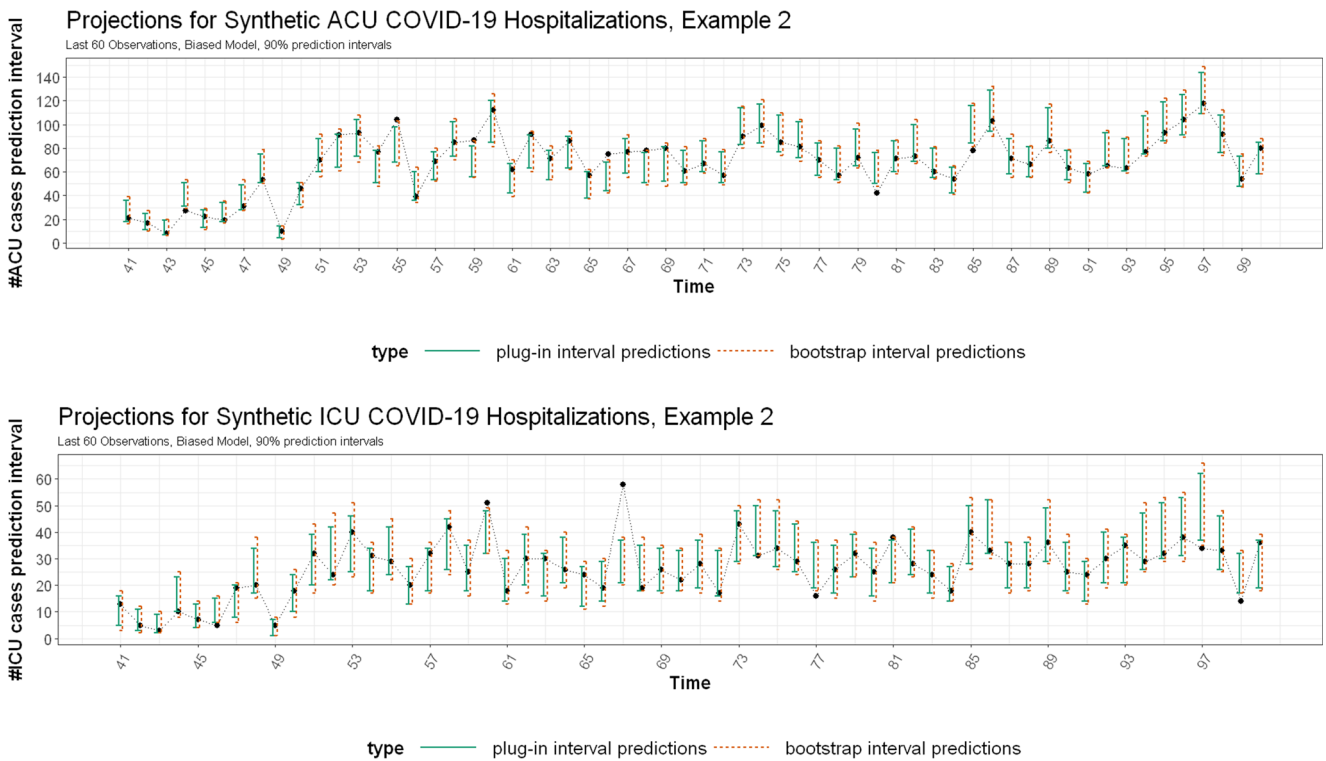 Projections for Synthetic ACU COVID-19 Hospitalizations, Example 2
Last 60 Observations, Biased Model, 90% prediction intervals
#ACU cases prediction interval
140
120
100
80
60
40
20
0
41 43 45 47 49 51 53 55 57 59 61 63 65 67 69 71 73 75 77 79 81 83 85 87 89 91 93 95 97 99
Time
type plug-in interval predictions bootstrap interval predictions
Projections for Synthetic ICU COVID-19 Hospitalizations, Example 2
Last 60 Observations, Biased Model, 90% prediction intervals
#ICU cases prediction interval
60
50
40
30
20
10
0
41 45 49 53 57 61 65 69 73 77 81 85 89 93 97
Time
type plug-in interval predictions bootstrap interval predictions